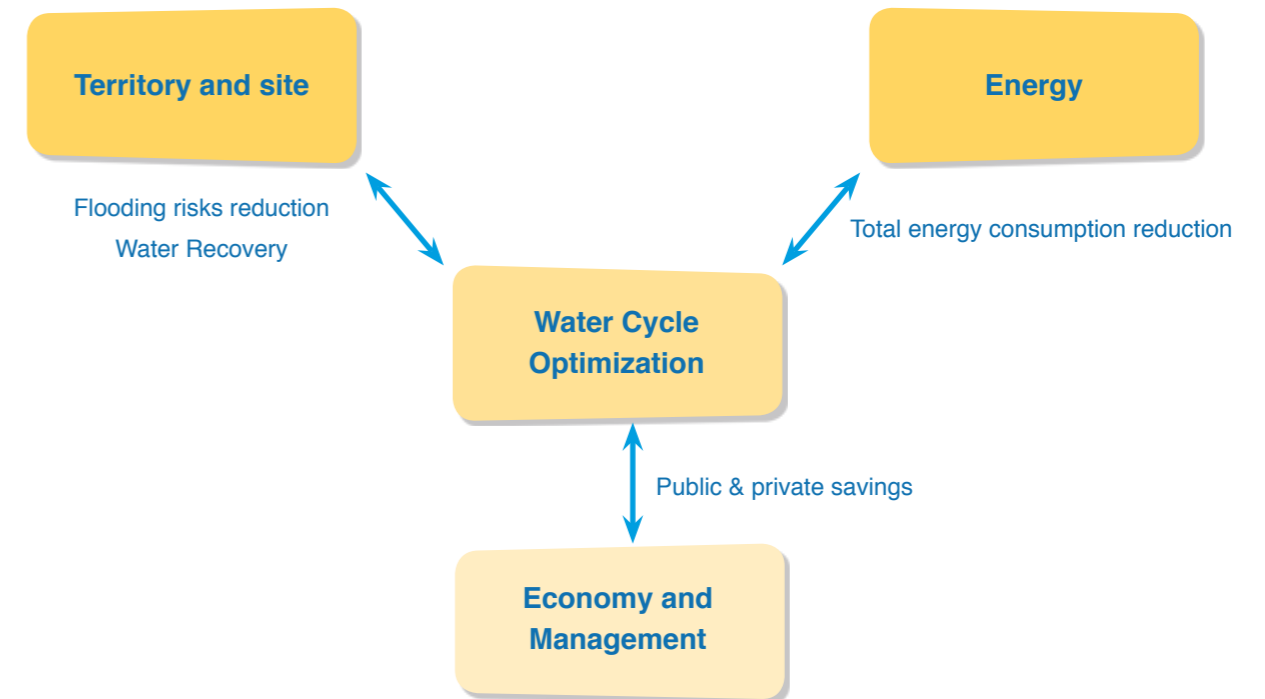 Territory and site
Energy
Flooding risks reduction
Water Recovery
Total energy consumption reduction
Water Cycle
Optimization
Public & private savings
Economy and
Management